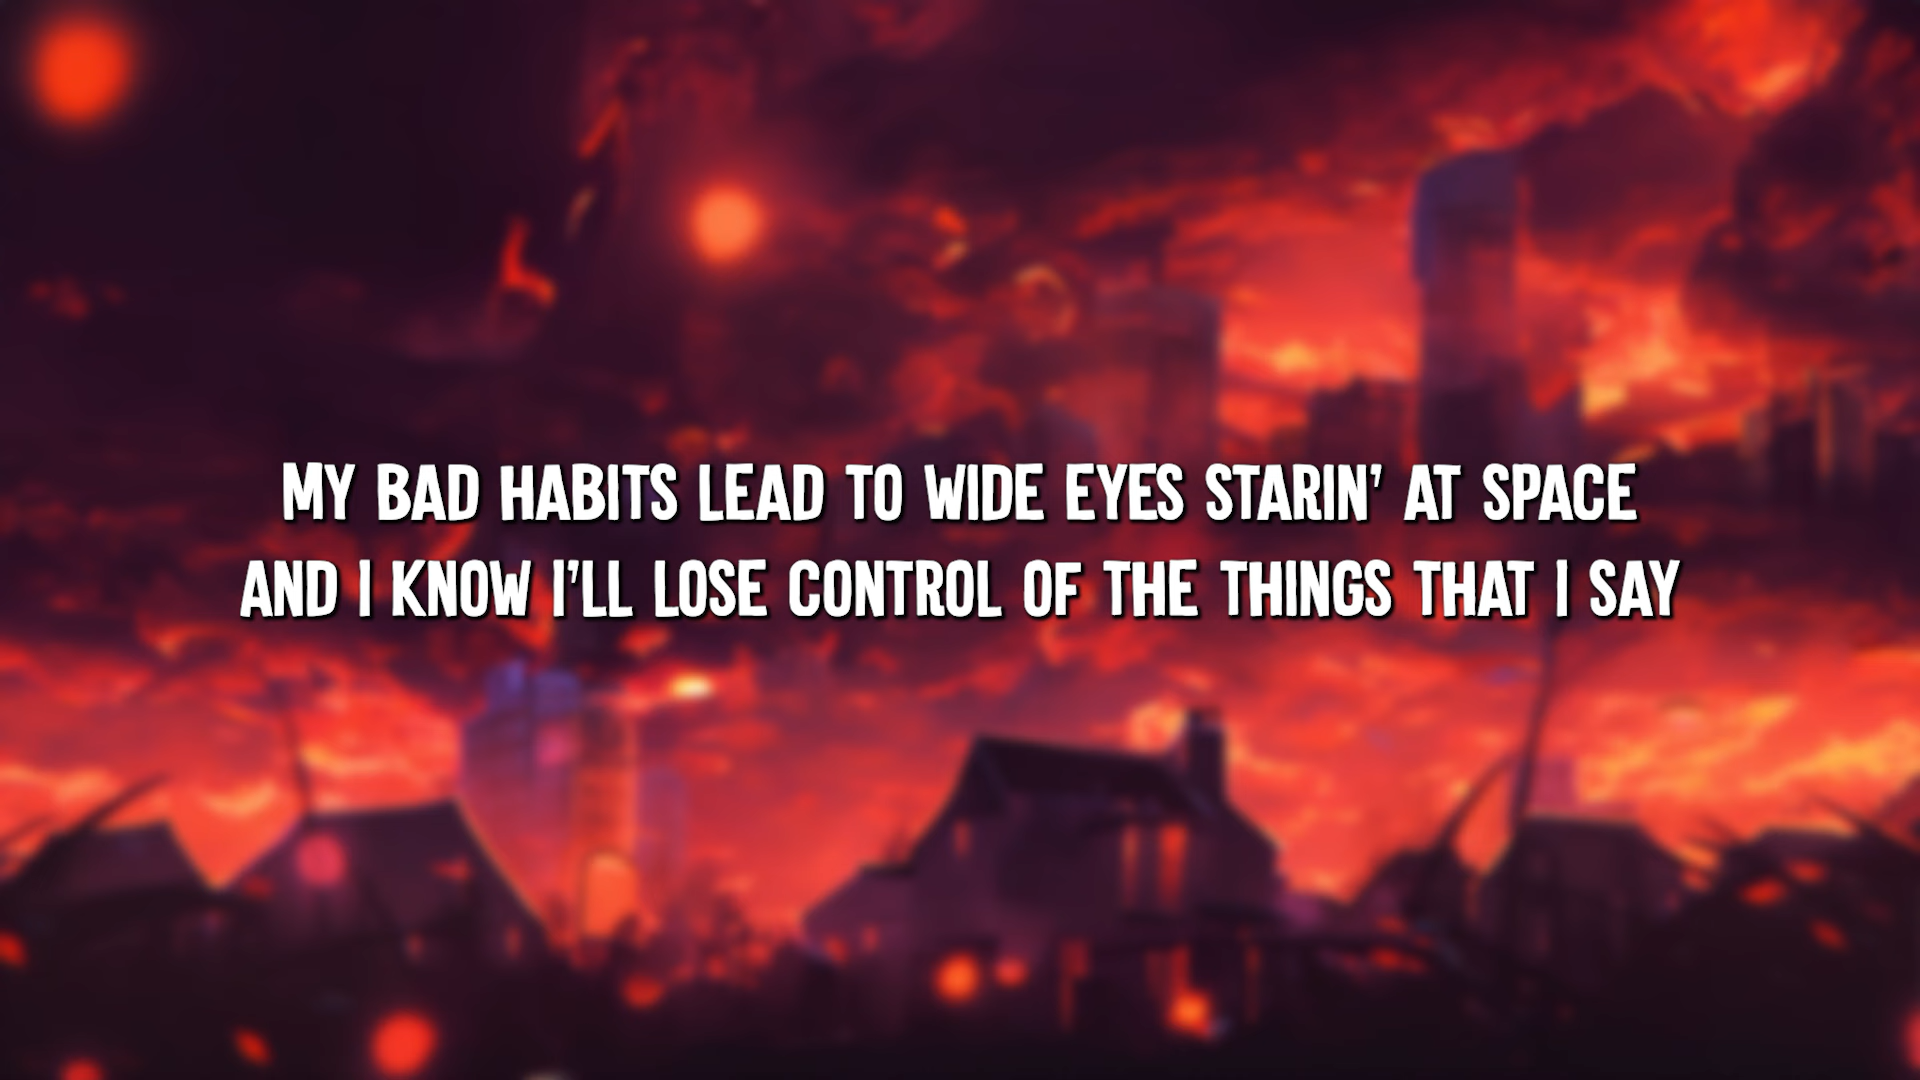 MY BAD HABITS LEAD TO WIDE EYES STARIN' AT SPACE
AND I KNOW I'LL LOSE CONTROL OF THE THINGS THAT I SAY